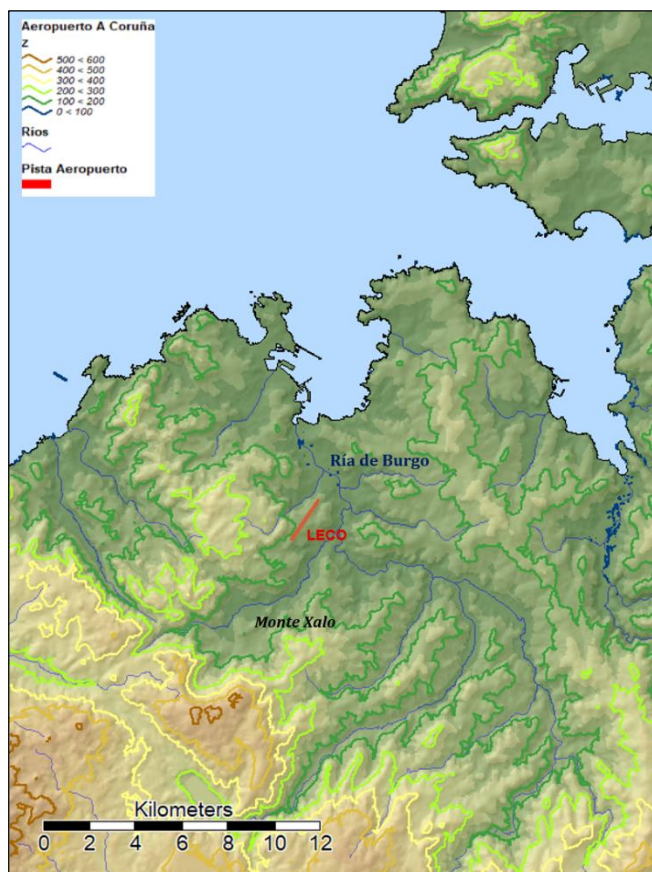 Aeropuerto A Coruña
Z
500 < 600
400 < 500
300 < 400
200 < 300
100 < 200
0 < 100
Ríos
Pista Aeropuerto
Ría de Burgo
LECO
Monte Xalo
Kilometers
0 2 4 6 8 10 12